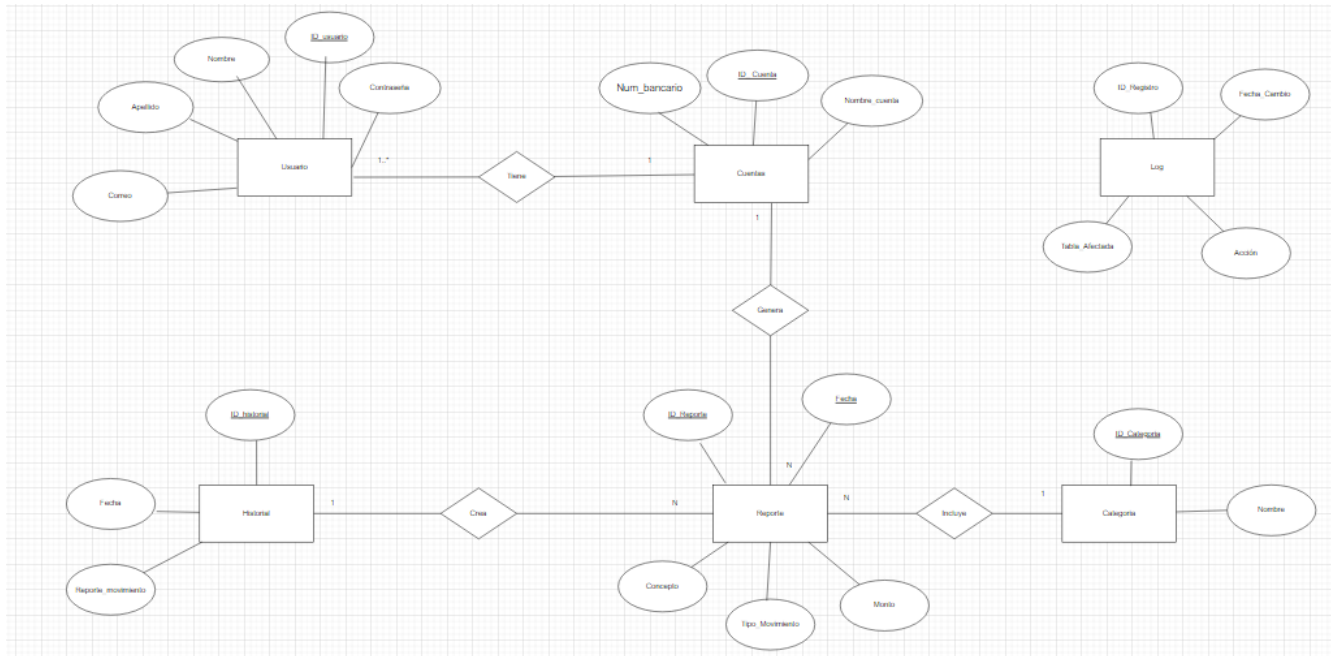 ID_usuario
Nombre
Contraseña
Apellido
Correo
Usuario
1..*
Tiene
1
Num_bancario
ID_Cuenta
Nombre_cuenta
Cuentas
1
ID_Registro
Fecha_Cambio
Log
Tabla_Afectada
Acción
Genera
ID_historial
Fecha
Historial
Reporte_movimiento
1
Crea
N
ID_Reporte
Fecha
N
Reporte
N
Concepto
Tipo_Movimiento
Monto
Incluye
1
ID_Categoria
Categoria
Nombre